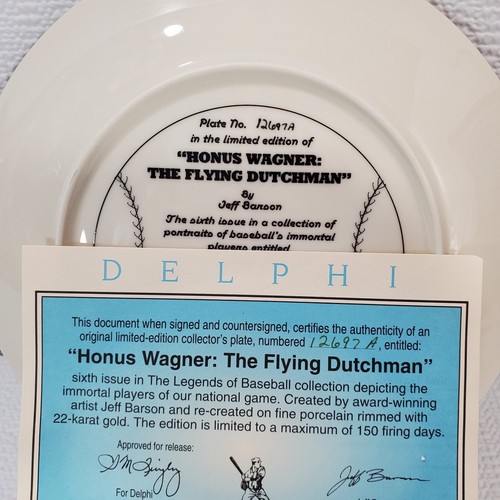 Plate No. 12697A
in the limited edition of
"HONUS WAGNER:
THE FLYING DUTCHMAN"
By
Jeff Barson
The sixth issue in a collection of
portraits of baseball's immortal
players entitled
DELPHI
This document when signed and countersigned, certifies the authenticity of an
original limited-edition collector's plate, numbered 12697A, entitled:
"Honus Wagner: The Flying Dutchman"
sixth issue in The Legends of Baseball collection depicting the
immortal players of our national game. Created by award-winning
artist Jeff Barson and re-created on fine porcelain rimmed with
22-karat gold. The edition is limited to a maximum of 150 firing days.
Approved for release:
Jeff Barson
For Delphi